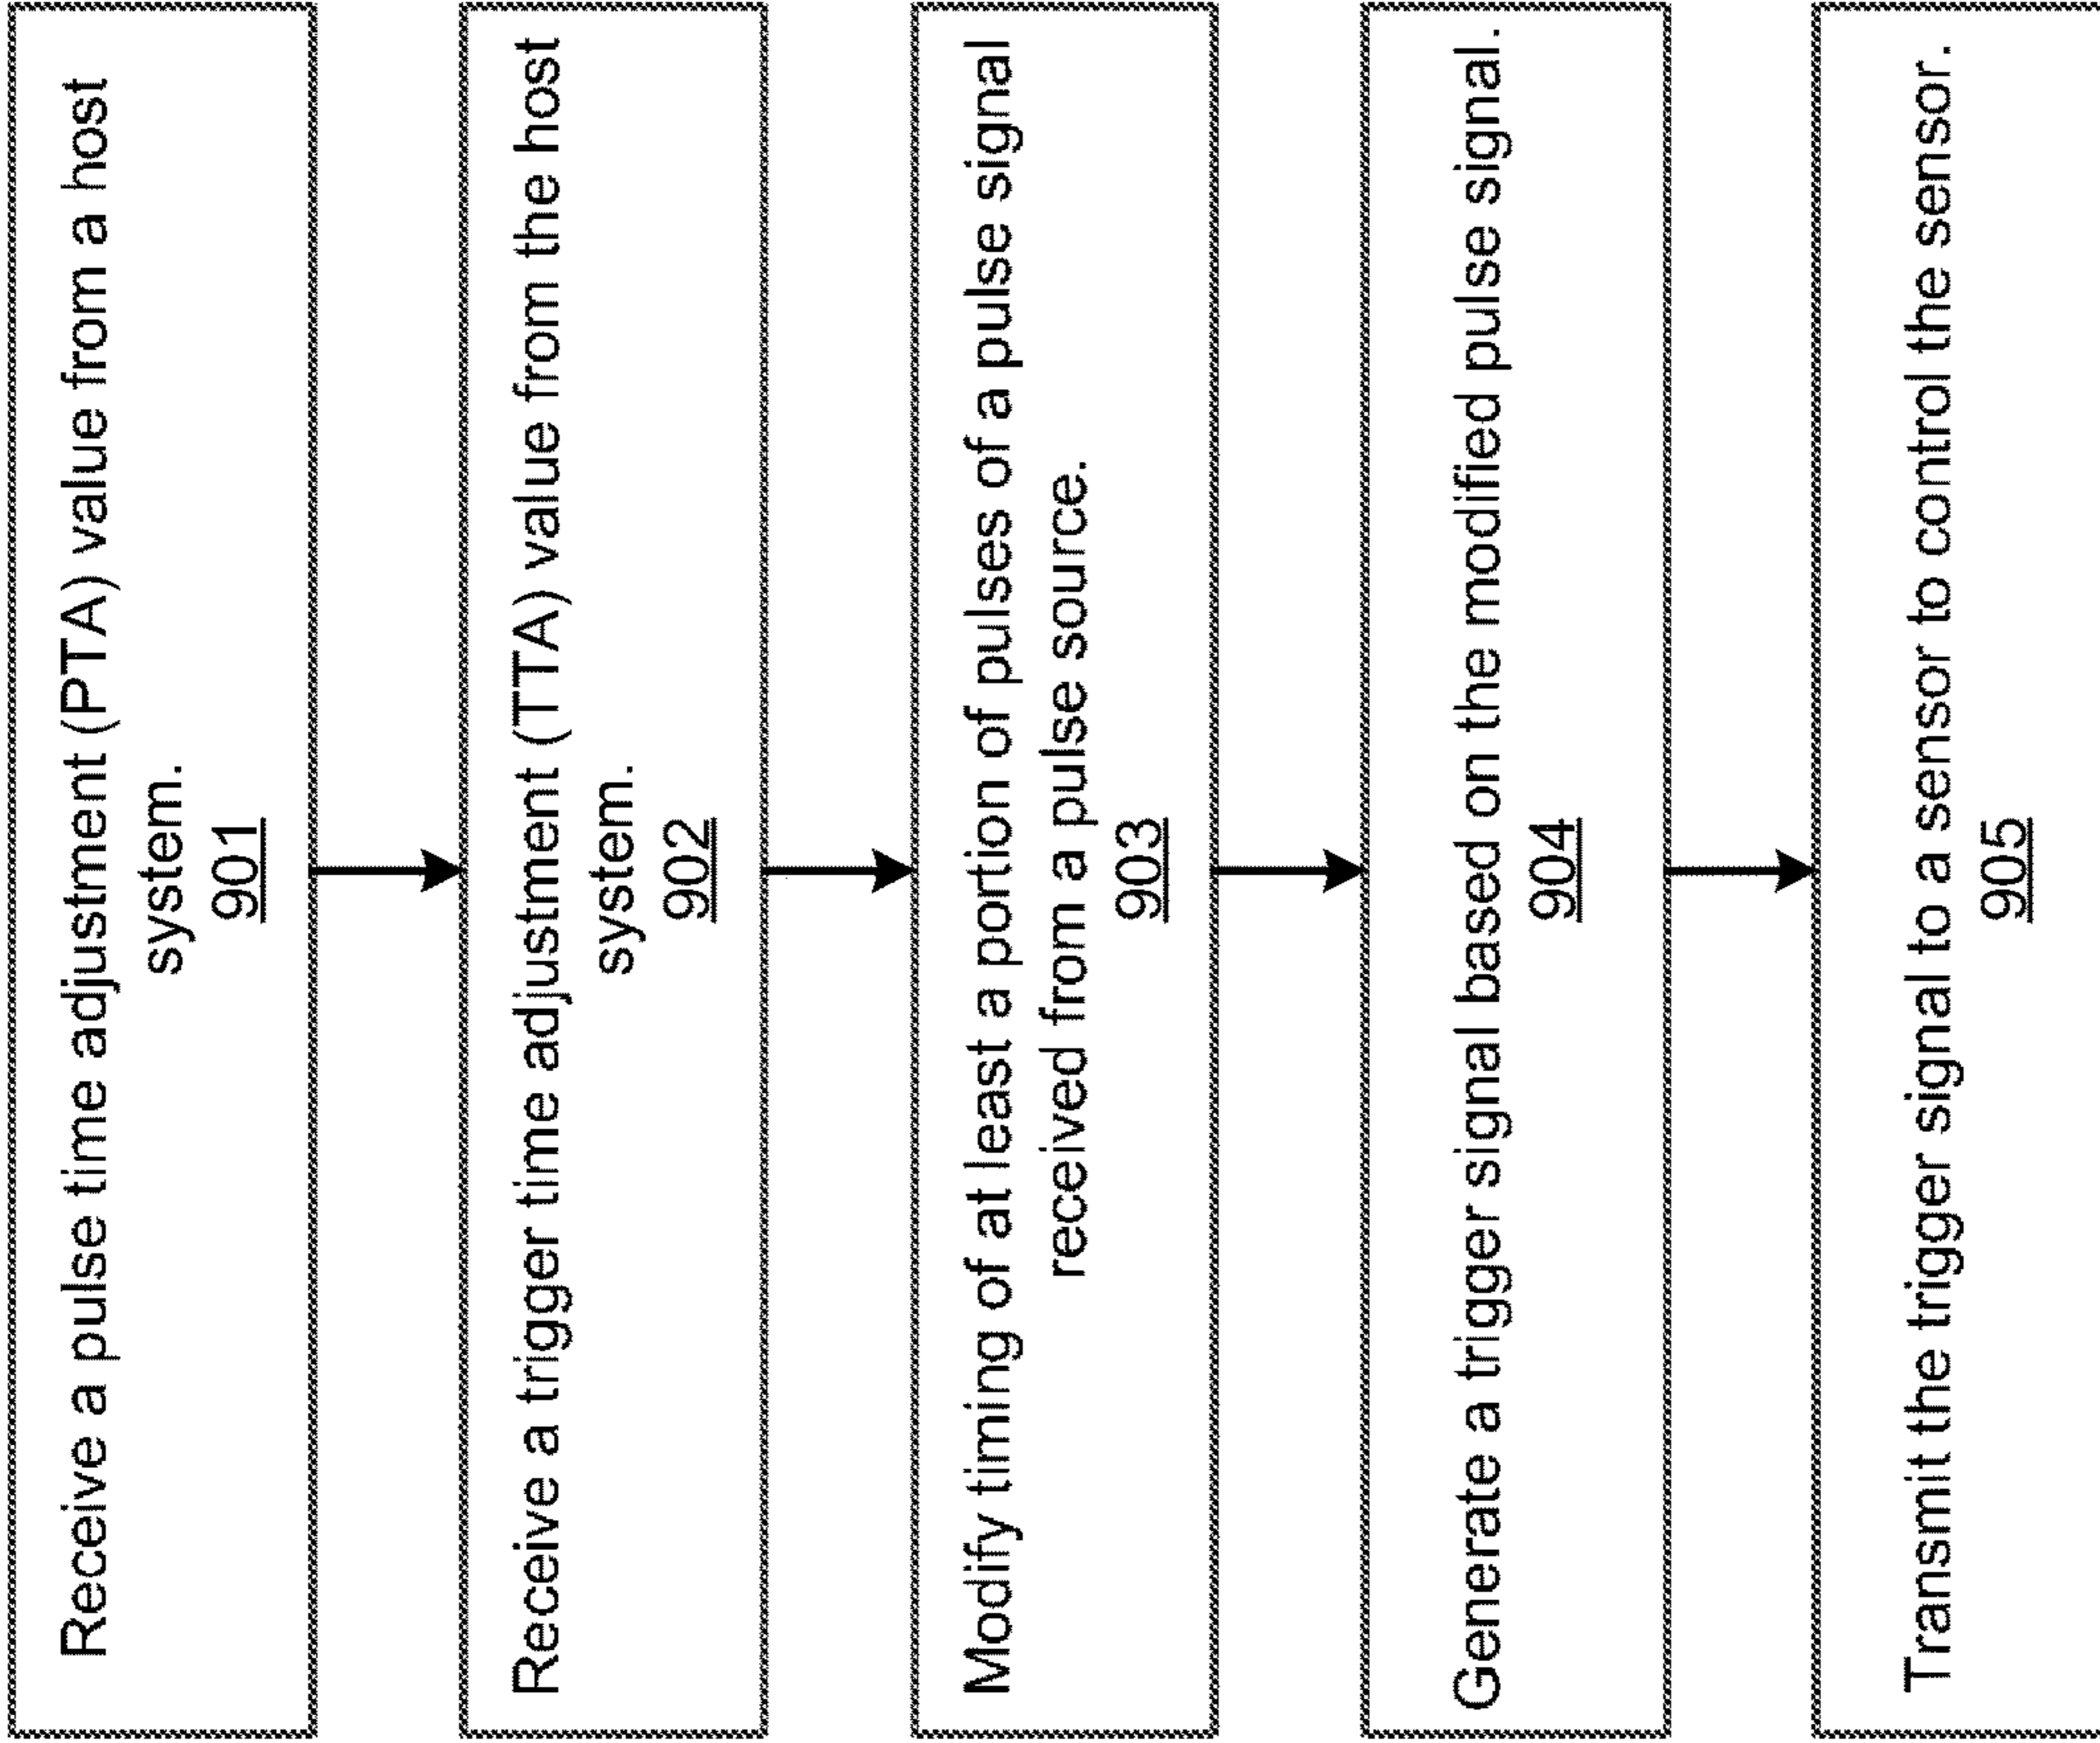 Receive a pulse time adjustment (PTA) value from a host
system.
901
Receive a trigger time adjustment (TTA) value from the host
system.
902
Modify timing of at least a portion of pulses of a pulse signal
received from a pulse source.
903
Generate a trigger signal based on the modified pulse signal.
904
Transmit the trigger signal to a sensor to control the sensor.
905